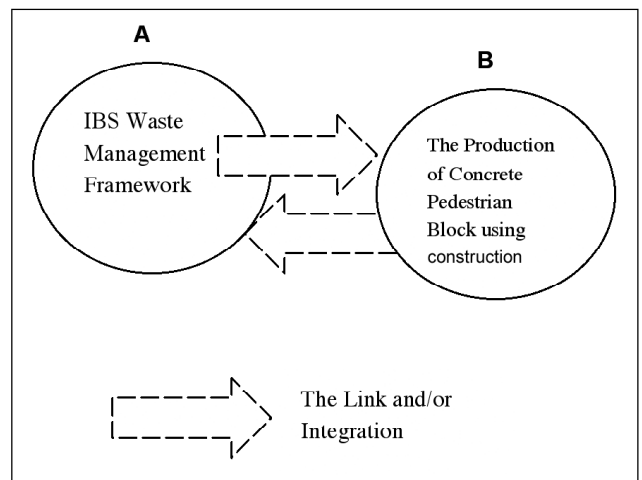 A
IBS Waste
Management
Framework
B
The Production
of Concrete
Pedestrian
Block using
construction
The Link and/or
Integration